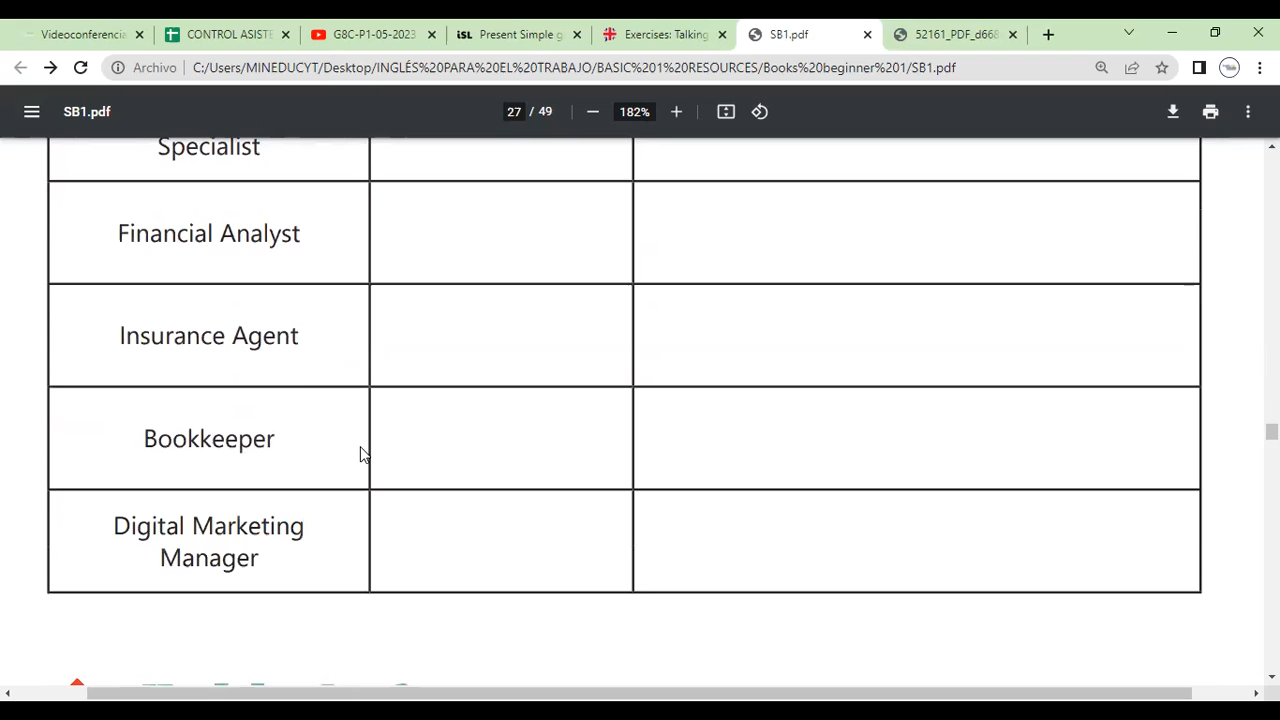 Videoconferencia
CONTROL ASISTE
G8C-P1-05-2023
iSL Present Simple g
Exercises: Talking
SB1.pdf
52161_PDF_d668
Archivo
C:/Users/MINEDUCYT/Desktop/INGLÉS%20PARA%20EL%20TRABAJO/BASIC%201%20RESOURCES/Books%20beginner%201/SB1.pdf
SB1.pdf
27 / 49
182%
Specialist
Financial Analyst
Insurance Agent
Bookkeeper
Digital Marketing
Manager